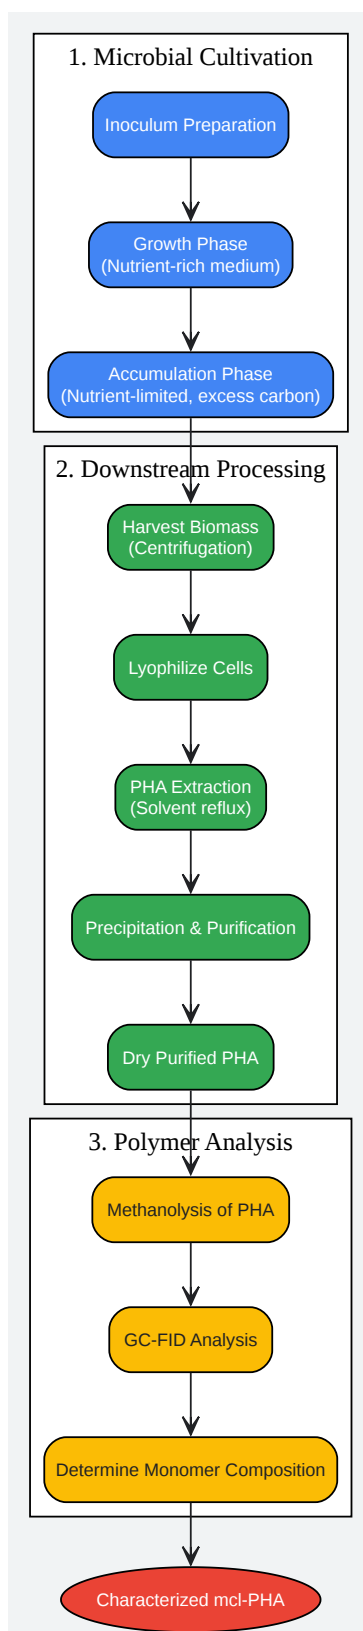 1. Microbial Cultivation
Inoculum Preparation
Growth Phase
(Nutrient-rich medium)
Accumulation Phase
(Nutrient-limited, excess carbon)
2. Downstream Processing
Harvest Biomass
(Centrifugation)
Lyophilize Cells
PHA Extraction
(Solvent reflux)
Precipitation & Purification
Dry Purified PHA
3. Polymer Analysis
Methanolysis of PHA
GC-FID Analysis
Determine Monomer Composition
Characterized mcl-PHA